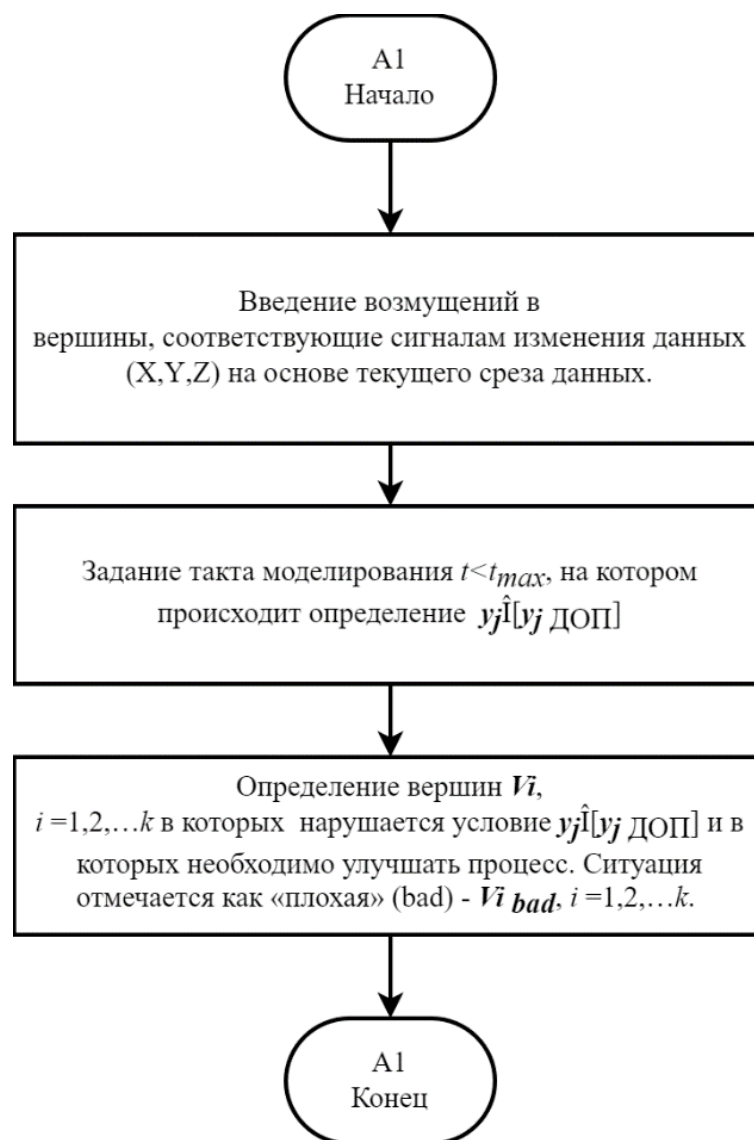 А1
Начало
Введение возмущений в
вершины, соответствующие сигналам изменения данных
(X,Y,Z) на основе текущего среза данных.
Задание такта моделирования t<tmax, на котором
происходит определение yjÎ[yj ДОП]
Определение вершин Vi,
i =1,2,…k в которых нарушается условие yjÎ[yj ДОП] и в
которых необходимо улучшать процесс. Ситуация
отмечается как «плохая» (bad) - Vi bad, i =1,2,…k.
А1
Конец